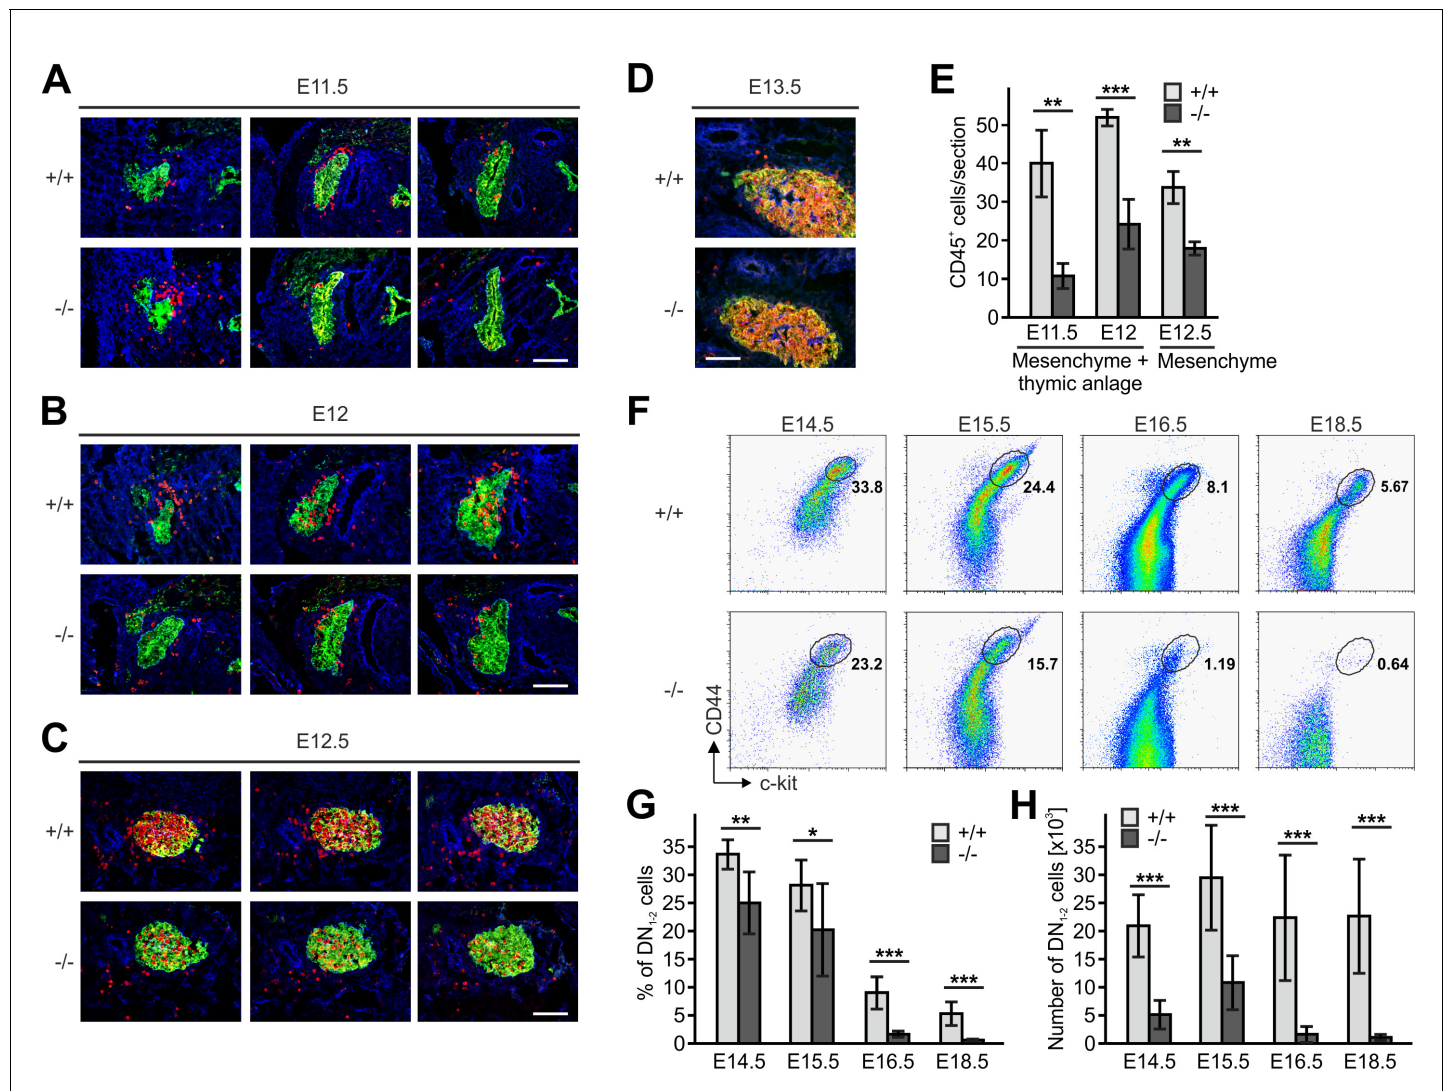 A
E11.5
+/+
-/-
B
E12
+/+
-/-
C
E12.5
+/+
-/-
D
E13.5
+/+
-/-
E
+/+
-/-
** *** **
CD45+ cells/section
50
40
30
20
10
0
E11.5 E12 E12.5
Mesenchyme + Mesenchyme
thymic anlage
F
E14.5 E15.5 E16.5 E18.5
+/+
33.8 24.4 8.1 5.67
-/-
23.2 15.7 1.19 0.64
CD44
c-kit
G
+/+
-/-
** * *** ***
% of DN1-2 cells
35
30
25
20
15
10
5
0
E14.5 E15.5 E16.5 E18.5
H
+/+
-/-
*** *** *** ***
Number of DN1-2 cells [x10³]
35
30
25
20
15
10
5
0
E14.5 E15.5 E16.5 E18.5